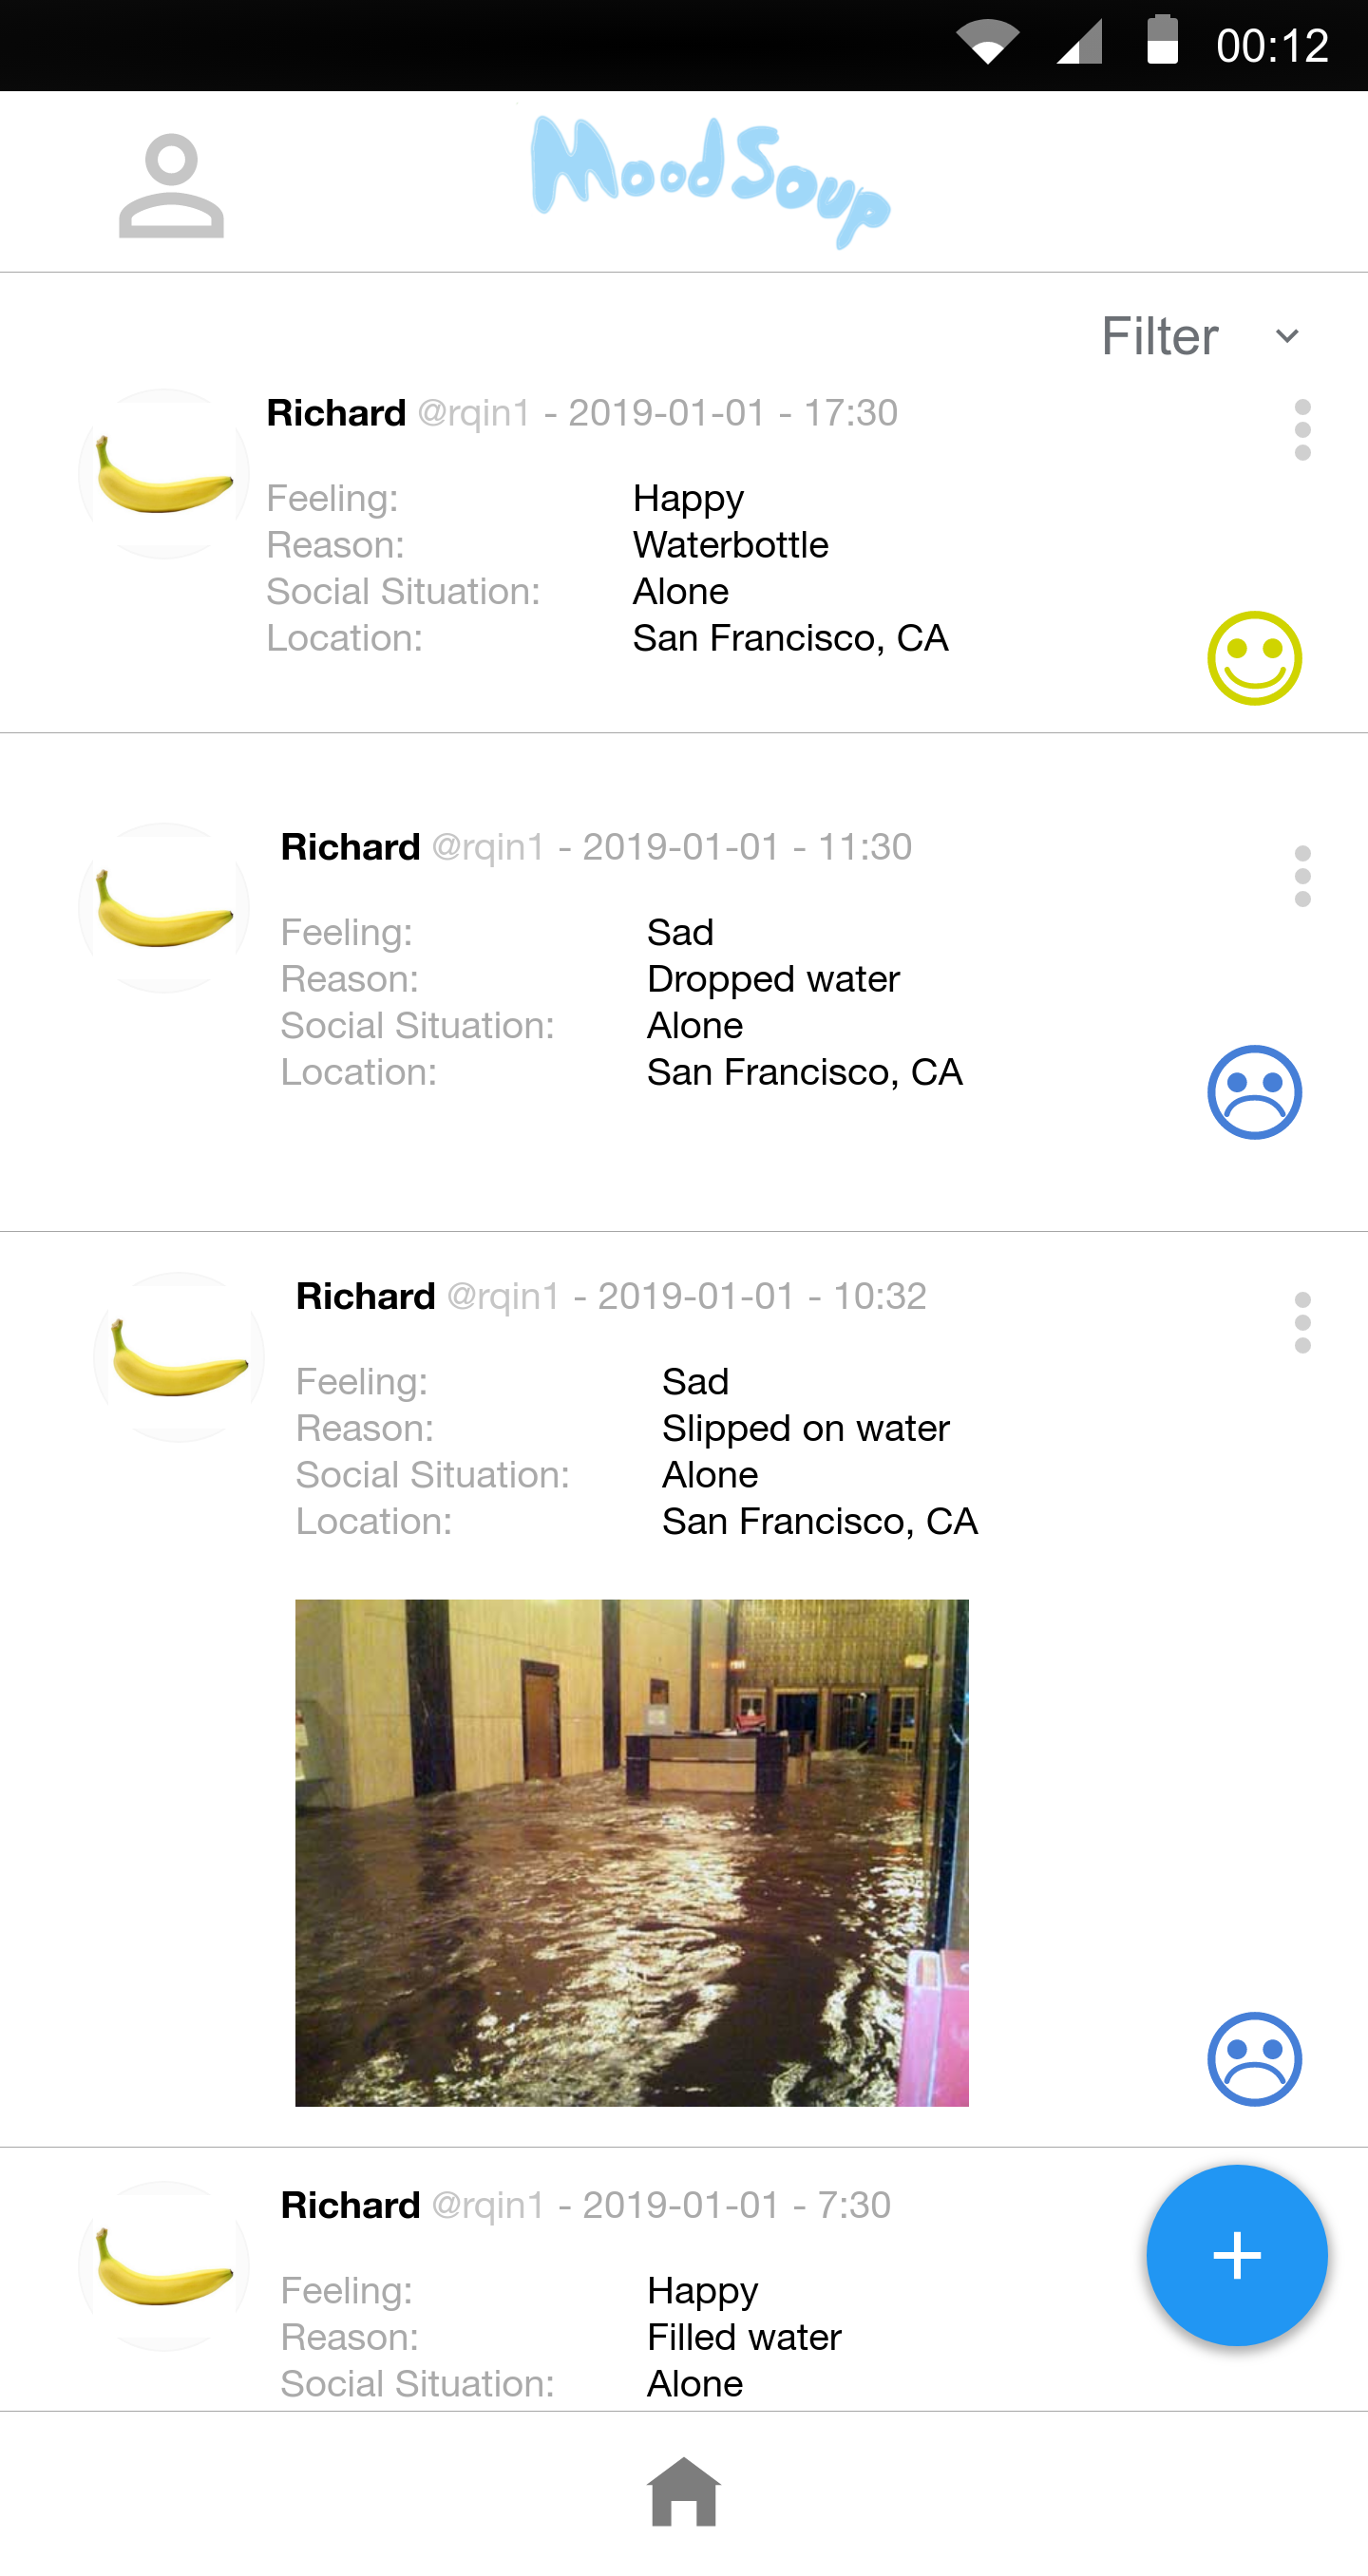 00:12
MoodSoup
Filter
Richard @rqin1 - 2019-01-01 - 17:30
Feeling: Happy
Reason: Waterbottle
Social Situation: Alone
Location: San Francisco, CA
Richard @rqin1 - 2019-01-01 - 11:30
Feeling: Sad
Reason: Dropped water
Social Situation: Alone
Location: San Francisco, CA
Richard @rqin1 - 2019-01-01 - 10:32
Feeling: Sad
Reason: Slipped on water
Social Situation: Alone
Location: San Francisco, CA
Richard @rqin1 - 2019-01-01 - 7:30
Feeling: Happy
Reason: Filled water
Social Situation: Alone